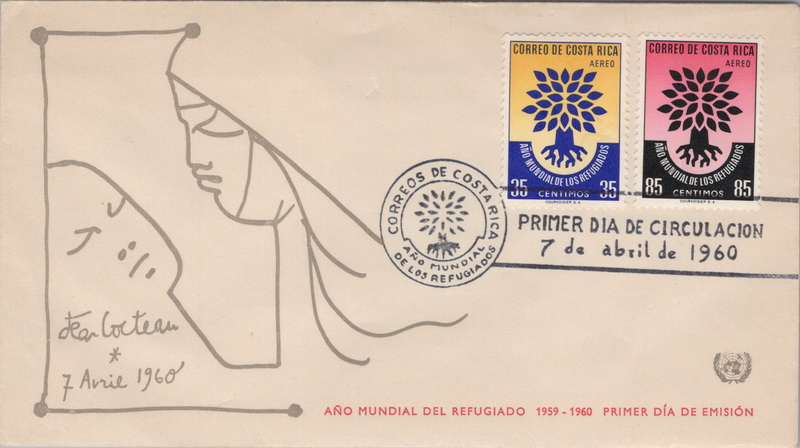 CORREO DE COSTA RICA
AEREO
AÑO MUNDIAL DE LOS REFUGIADOS
35 CENTIMOS 35
COURVOISIER S.A.
CORREO DE COSTA RICA
AEREO
AÑO MUNDIAL DE LOS REFUGIADOS
85 CENTIMOS 85
COURVOISIER S.A.
CORREOS DE COSTA RICA
AÑO MUNDIAL
DE LOS REFUGIADOS
PRIMER DIA DE CIRCULACION
7 de abril de 1960
Jean Cocteau
*
7 Avril 1960
AÑO MUNDIAL DEL REFUGIADO 1959-1960 PRIMER DÍA DE EMISIÓN